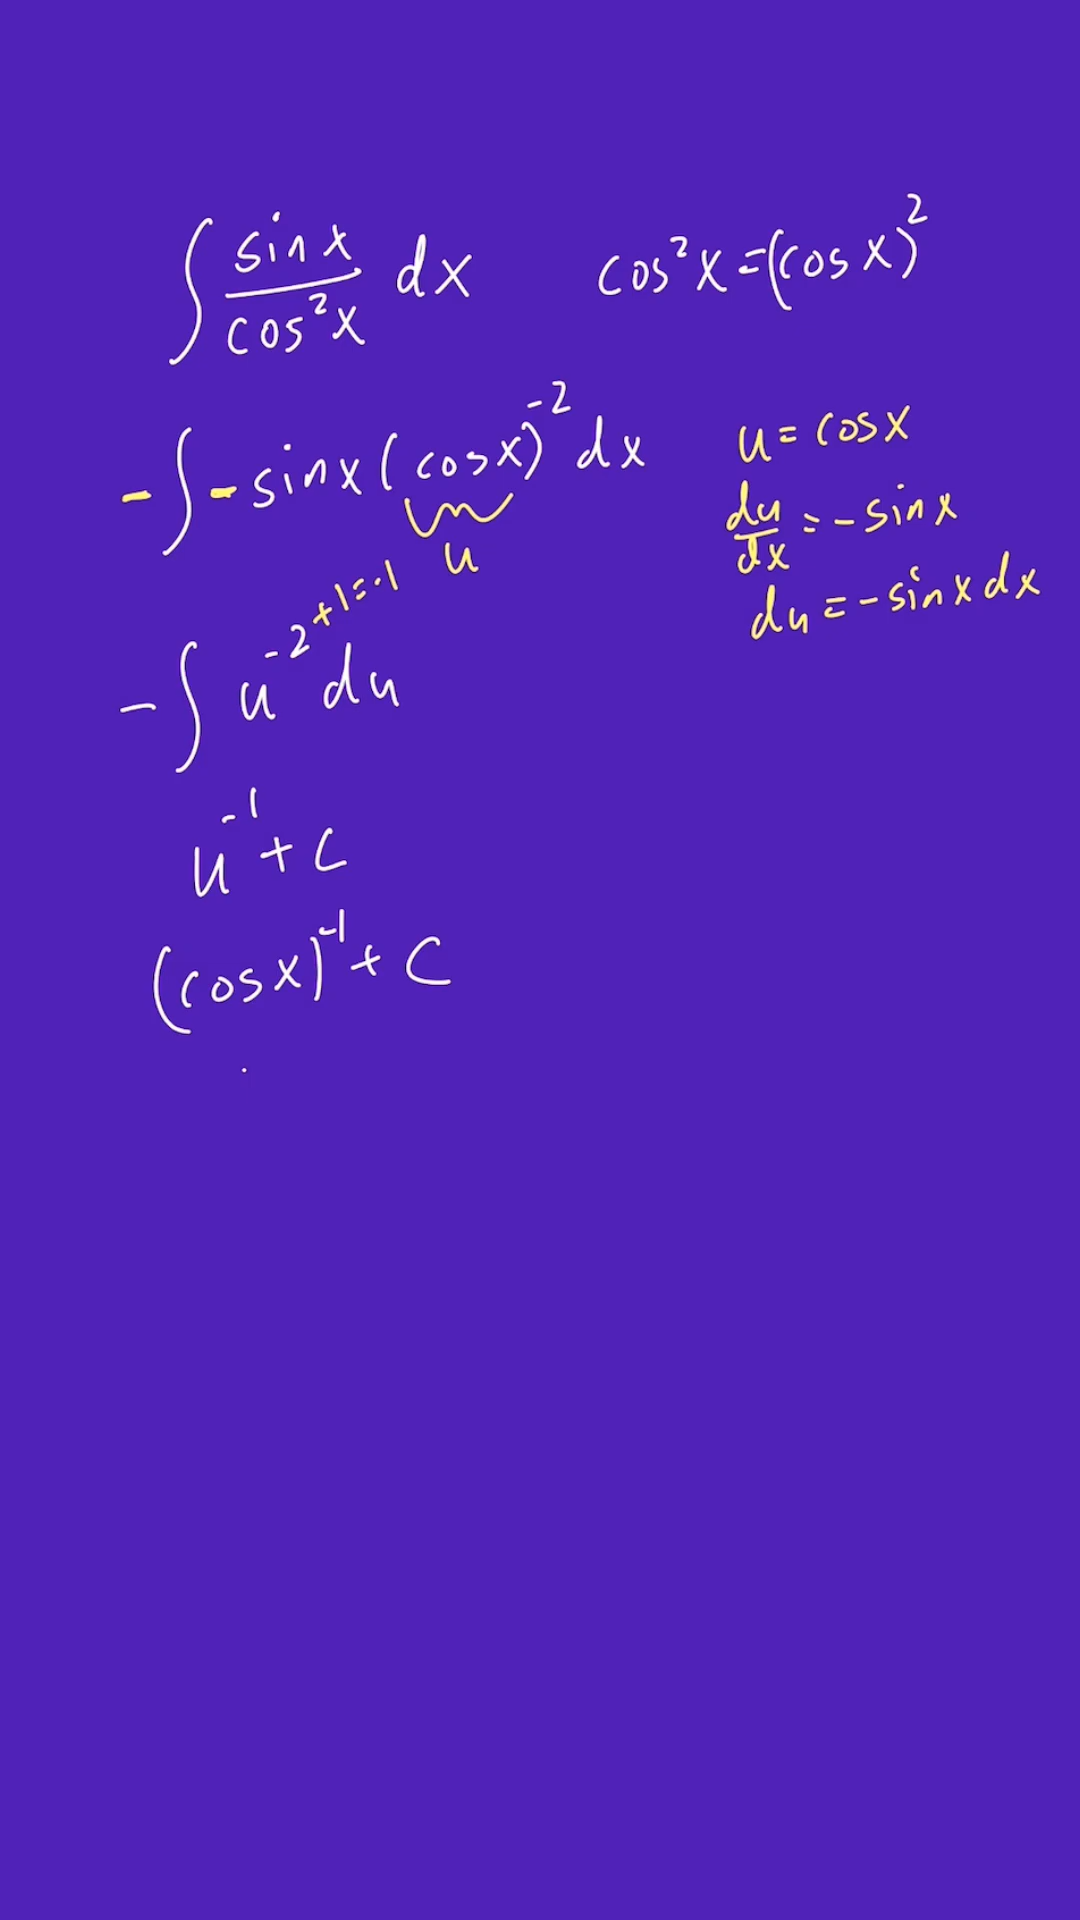 ∫ sin x / cos²x dx   cos²x = (cos x)²
-∫ -sin x (cos x)⁻² dx   u = cos x
u   du/dx = -sin x
du = -sin x dx
-∫ u⁻² du   +1=-1
u⁻¹ + C
(cos x)⁻¹ + C